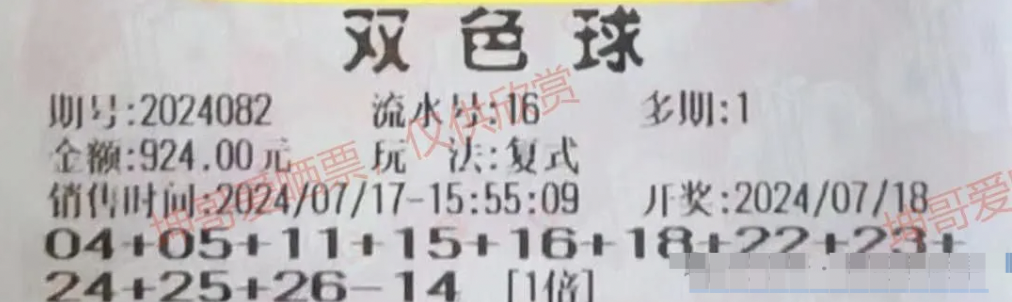 双色球
期号:2024082 流水号:16 多期:1
金额:924.00元 玩 法:复式
销售时间:2024/07/17-15:55:09 开奖:2024/07/18
04+05+11+15+16+18+22+23+
24+25+26-14 [1倍]
坤哥爱晒票,仅供欣赏
坤哥爱